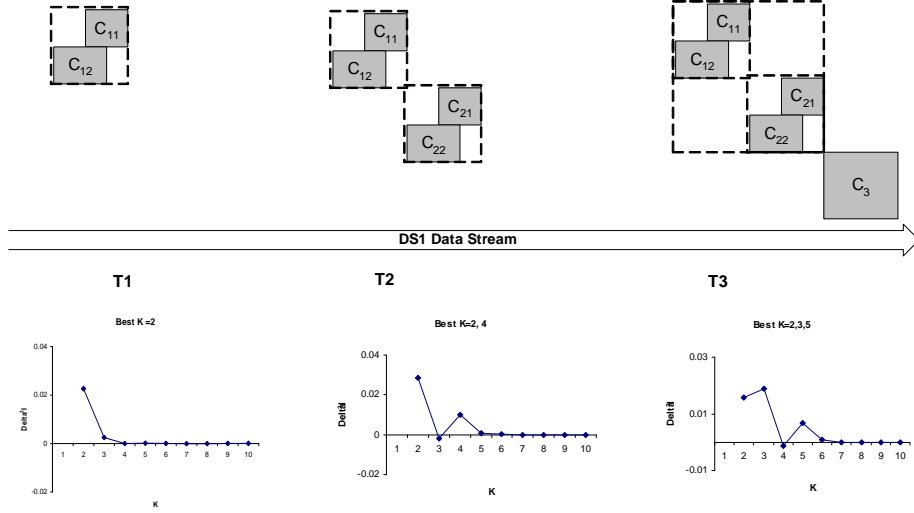 C11
C12
C11
C12
C21
C22
C11
C12
C21
C22
C3
DS1 Data Stream
T1
T2
T3
Best K =2
0.04
0.02
0
-0.02
1 2 3 4 5 6 7 8 9 10
K
Best K=2, 4
0.04
0.02
0
-0.02
1 2 3 4 5 6 7 8 9 10
K
Best K=2,3,5
0.03
0.01
-0.01
1 2 3 4 5 6 7 8 9 10
K